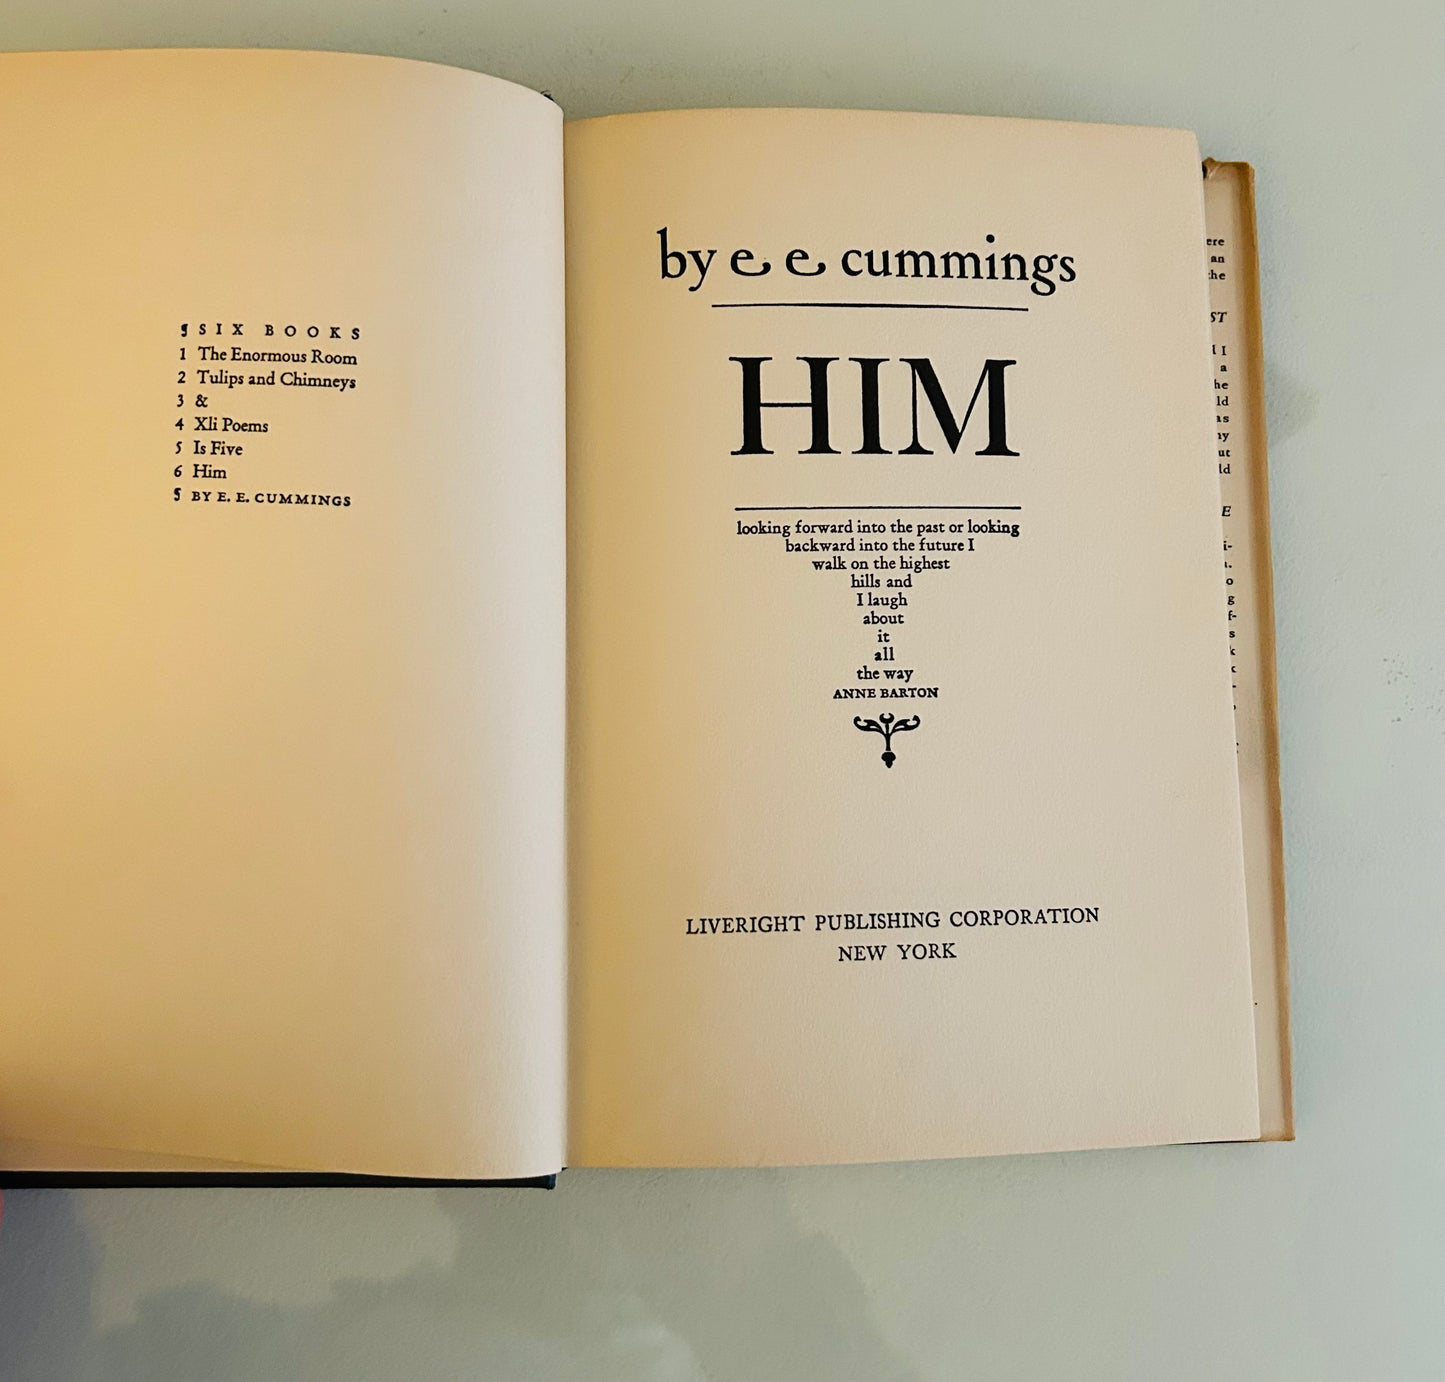 ¶ SIX BOOKS
1 The Enormous Room
2 Tulips and Chimneys
3 &
4 Xli Poems
5 Is Five
6 Him
¶ BY E. E. CUMMINGS
by e e cummings
HIM
looking forward into the past or looking
backward into the future I
walk on the highest
hills and
I laugh
about
it
all
the way
ANNE BARTON
LIVERIGHT PUBLISHING CORPORATION
NEW YORK